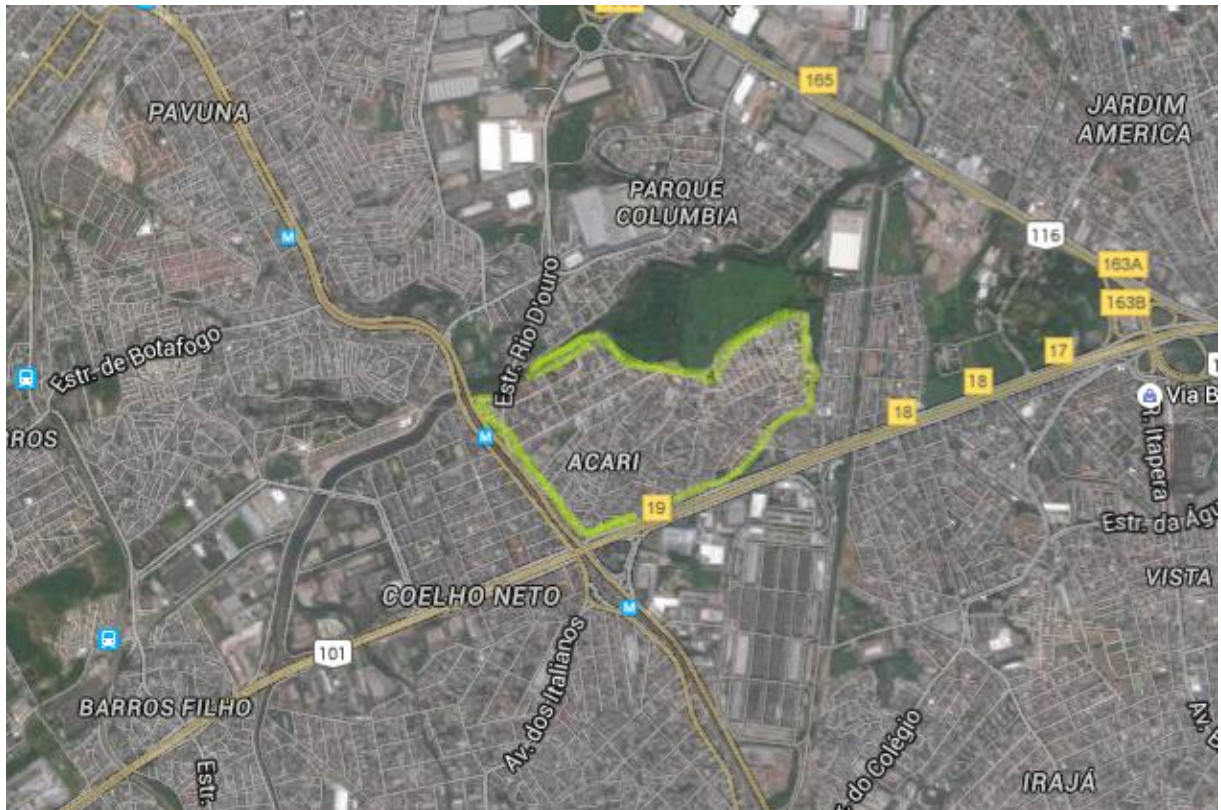 165
PAVUNA
JARDIM
AMERICA
PARQUE
COLUMBIA
116
163A
163B
Estr. Rio D'ouro
Estr. de Botafogo
17
18
18
Via B
ROS
M
M
M
R. Itapera
ACARI
19
Estr. da Águ
VISTA
COELHO NETO
101
Av. dos Italianos
BARROS FILHO
Estr.
do Colégio
IRAJÁ
Av.